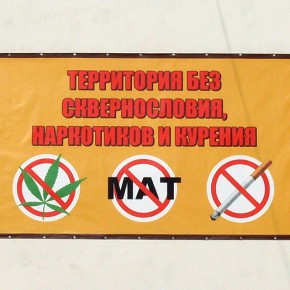 ТЕРРИТОРИЯ БЕЗ
СКВЕРНОСЛОВИЯ,
НАРКОТИКОВ И КУРЕНИЯ
МАТ